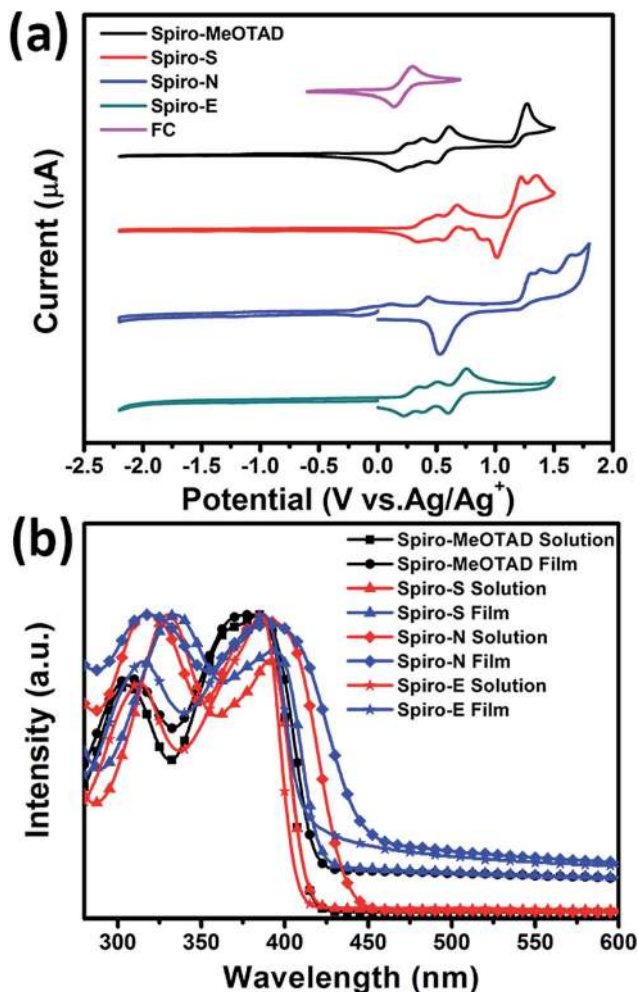 (a)
Spiro-MeOTAD
Spiro-S
Spiro-N
Spiro-E
FC
Current (μA)
-2.5 -2.0 -1.5 -1.0 -0.5 0.0 0.5 1.0 1.5 2.0
Potential (V vs.Ag/Ag+)
(b)
Spiro-MeOTAD Solution
Spiro-MeOTAD Film
Spiro-S Solution
Spiro-S Film
Spiro-N Solution
Spiro-N Film
Spiro-E Solution
Spiro-E Film
Intensity (a.u.)
300 350 400 450 500 550 600
Wavelength (nm)